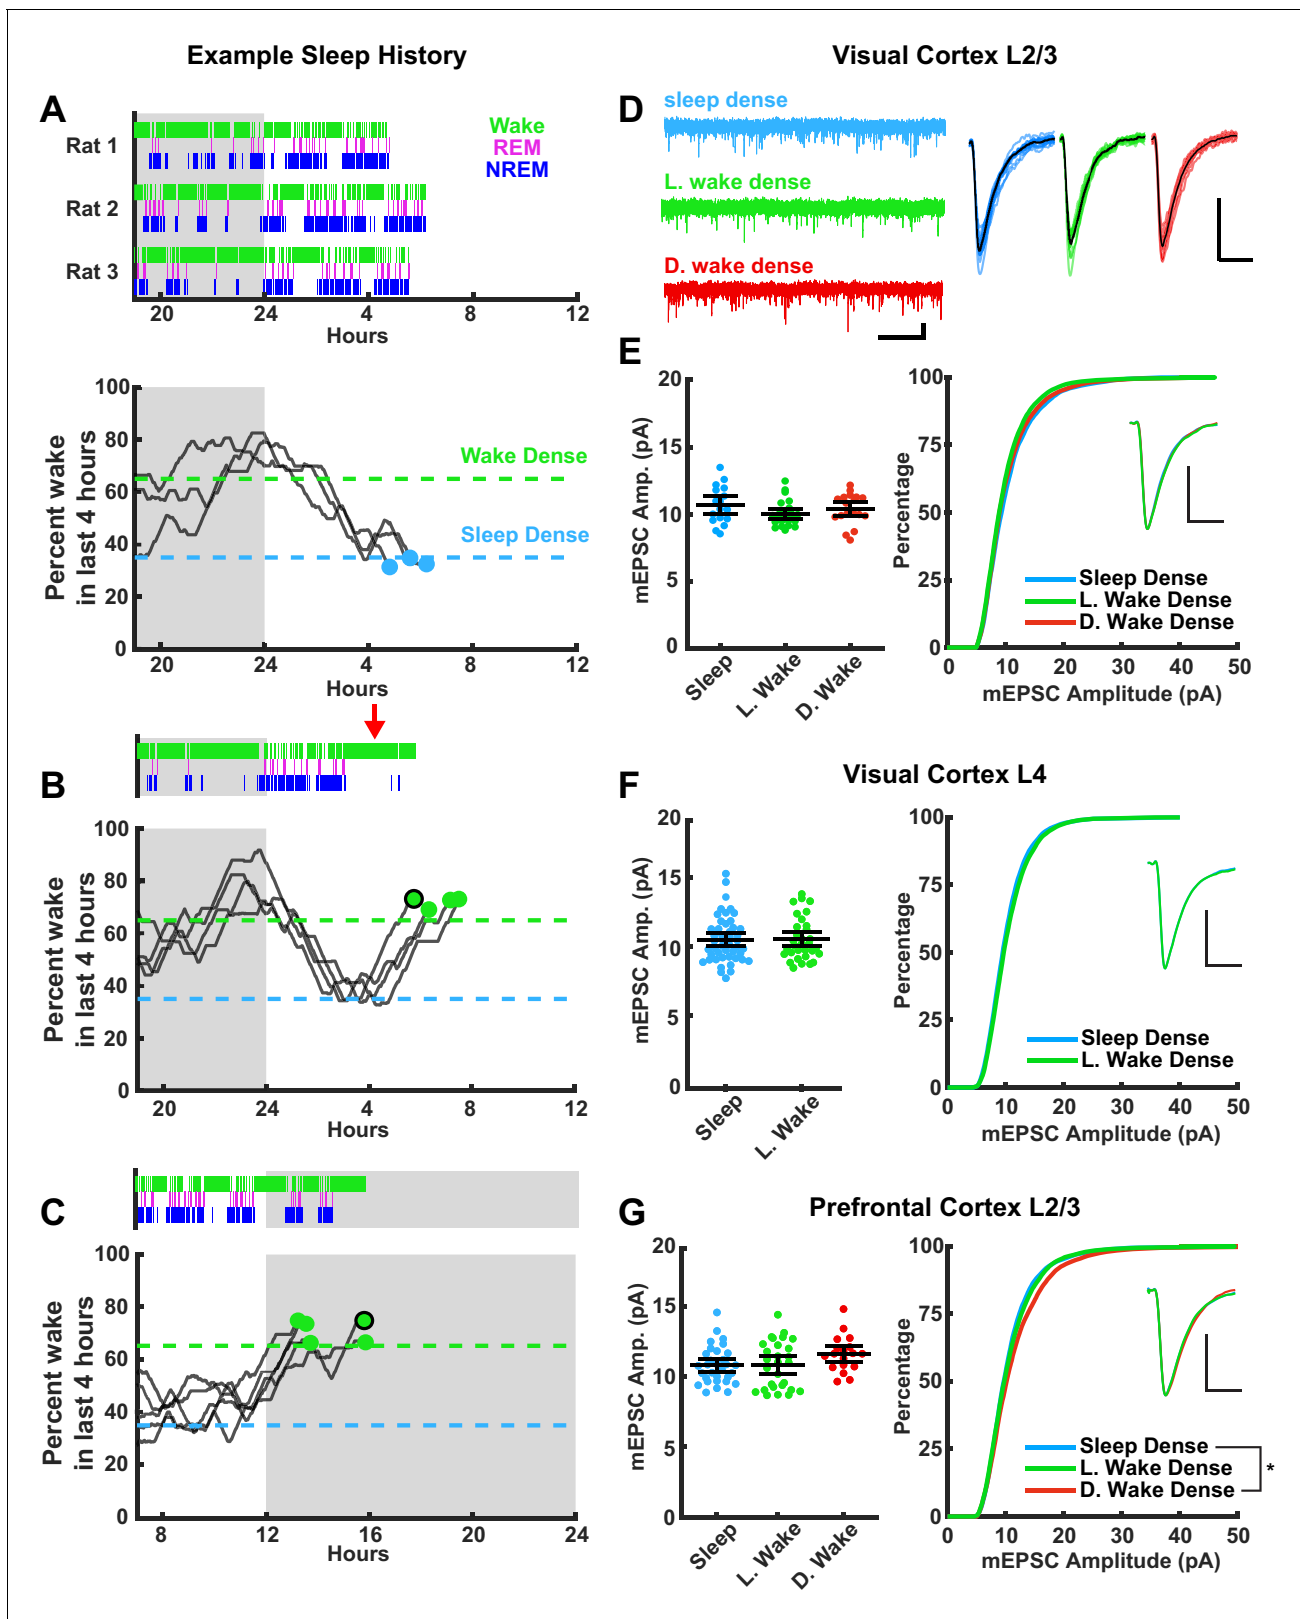 Example Sleep History
A
Wake
REM
NREM
Rat 1
Rat 2
Rat 3
20 24 4 8 12
Hours
100
80
60
40
20
0
Percent wake
in last 4 hours
Wake Dense
Sleep Dense
20 24 4 8 12
Hours
B
100
80
60
40
20
0
Percent wake
in last 4 hours
20 24 4 8 12
Hours
C
100
80
60
40
20
0
Percent wake
in last 4 hours
8 12 16 20 24
Hours
Visual Cortex L2/3
D
sleep dense
L. wake dense
D. wake dense
E
20
15
10
5
0
mEPSC Amp. (pA)
Sleep
L. Wake
D. Wake
100
75
50
25
0
Percentage
Sleep Dense
L. Wake Dense
D. Wake Dense
0 10 20 30 40 50
mEPSC Amplitude (pA)
Visual Cortex L4
F
20
15
10
5
0
mEPSC Amp. (pA)
Sleep
L. Wake
100
75
50
25
0
Percentage
Sleep Dense
L. Wake Dense
0 10 20 30 40 50
mEPSC Amplitude (pA)
Prefrontal Cortex L2/3
G
20
15
10
5
0
mEPSC Amp. (pA)
Sleep
L. Wake
D. Wake
100
75
50
25
0
Percentage
Sleep Dense
L. Wake Dense
D. Wake Dense
*
0 10 20 30 40 50
mEPSC Amplitude (pA)